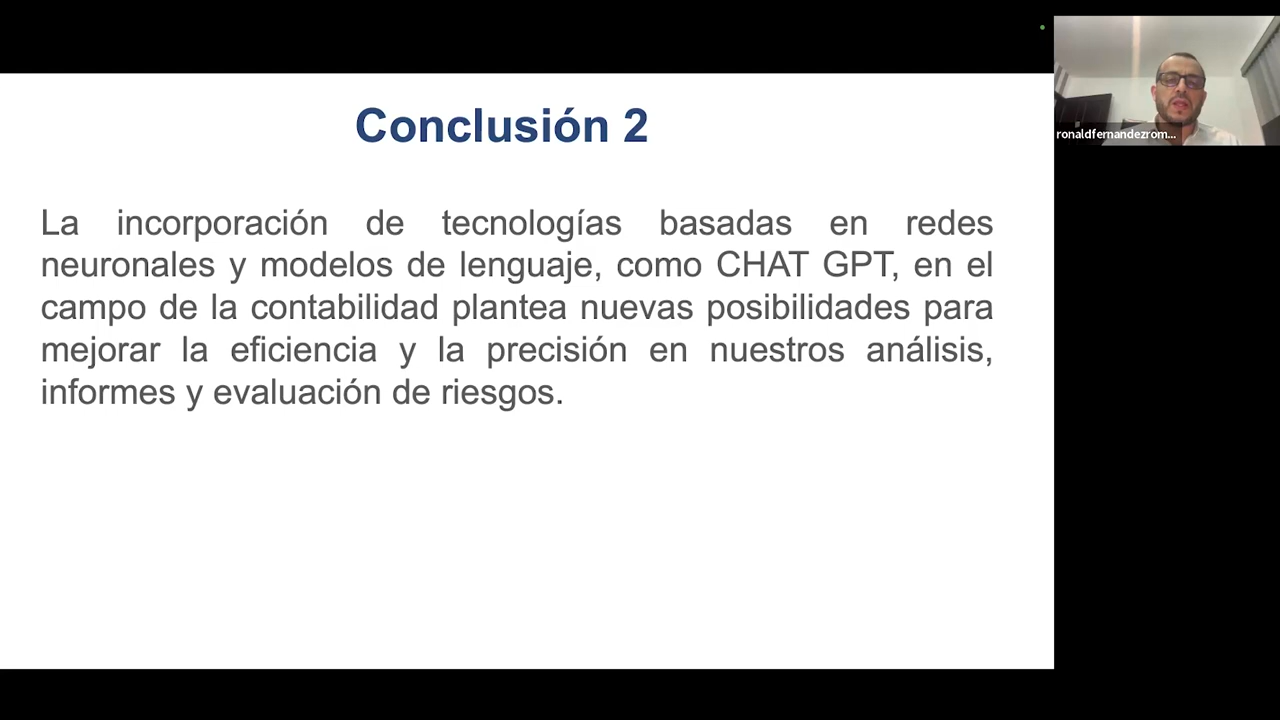 Conclusión 2
La incorporación de tecnologías basadas en redes
neuronales y modelos de lenguaje, como CHAT GPT, en el
campo de la contabilidad plantea nuevas posibilidades para
mejorar la eficiencia y la precisión en nuestros análisis,
informes y evaluación de riesgos.
ronaldfernandezrom...